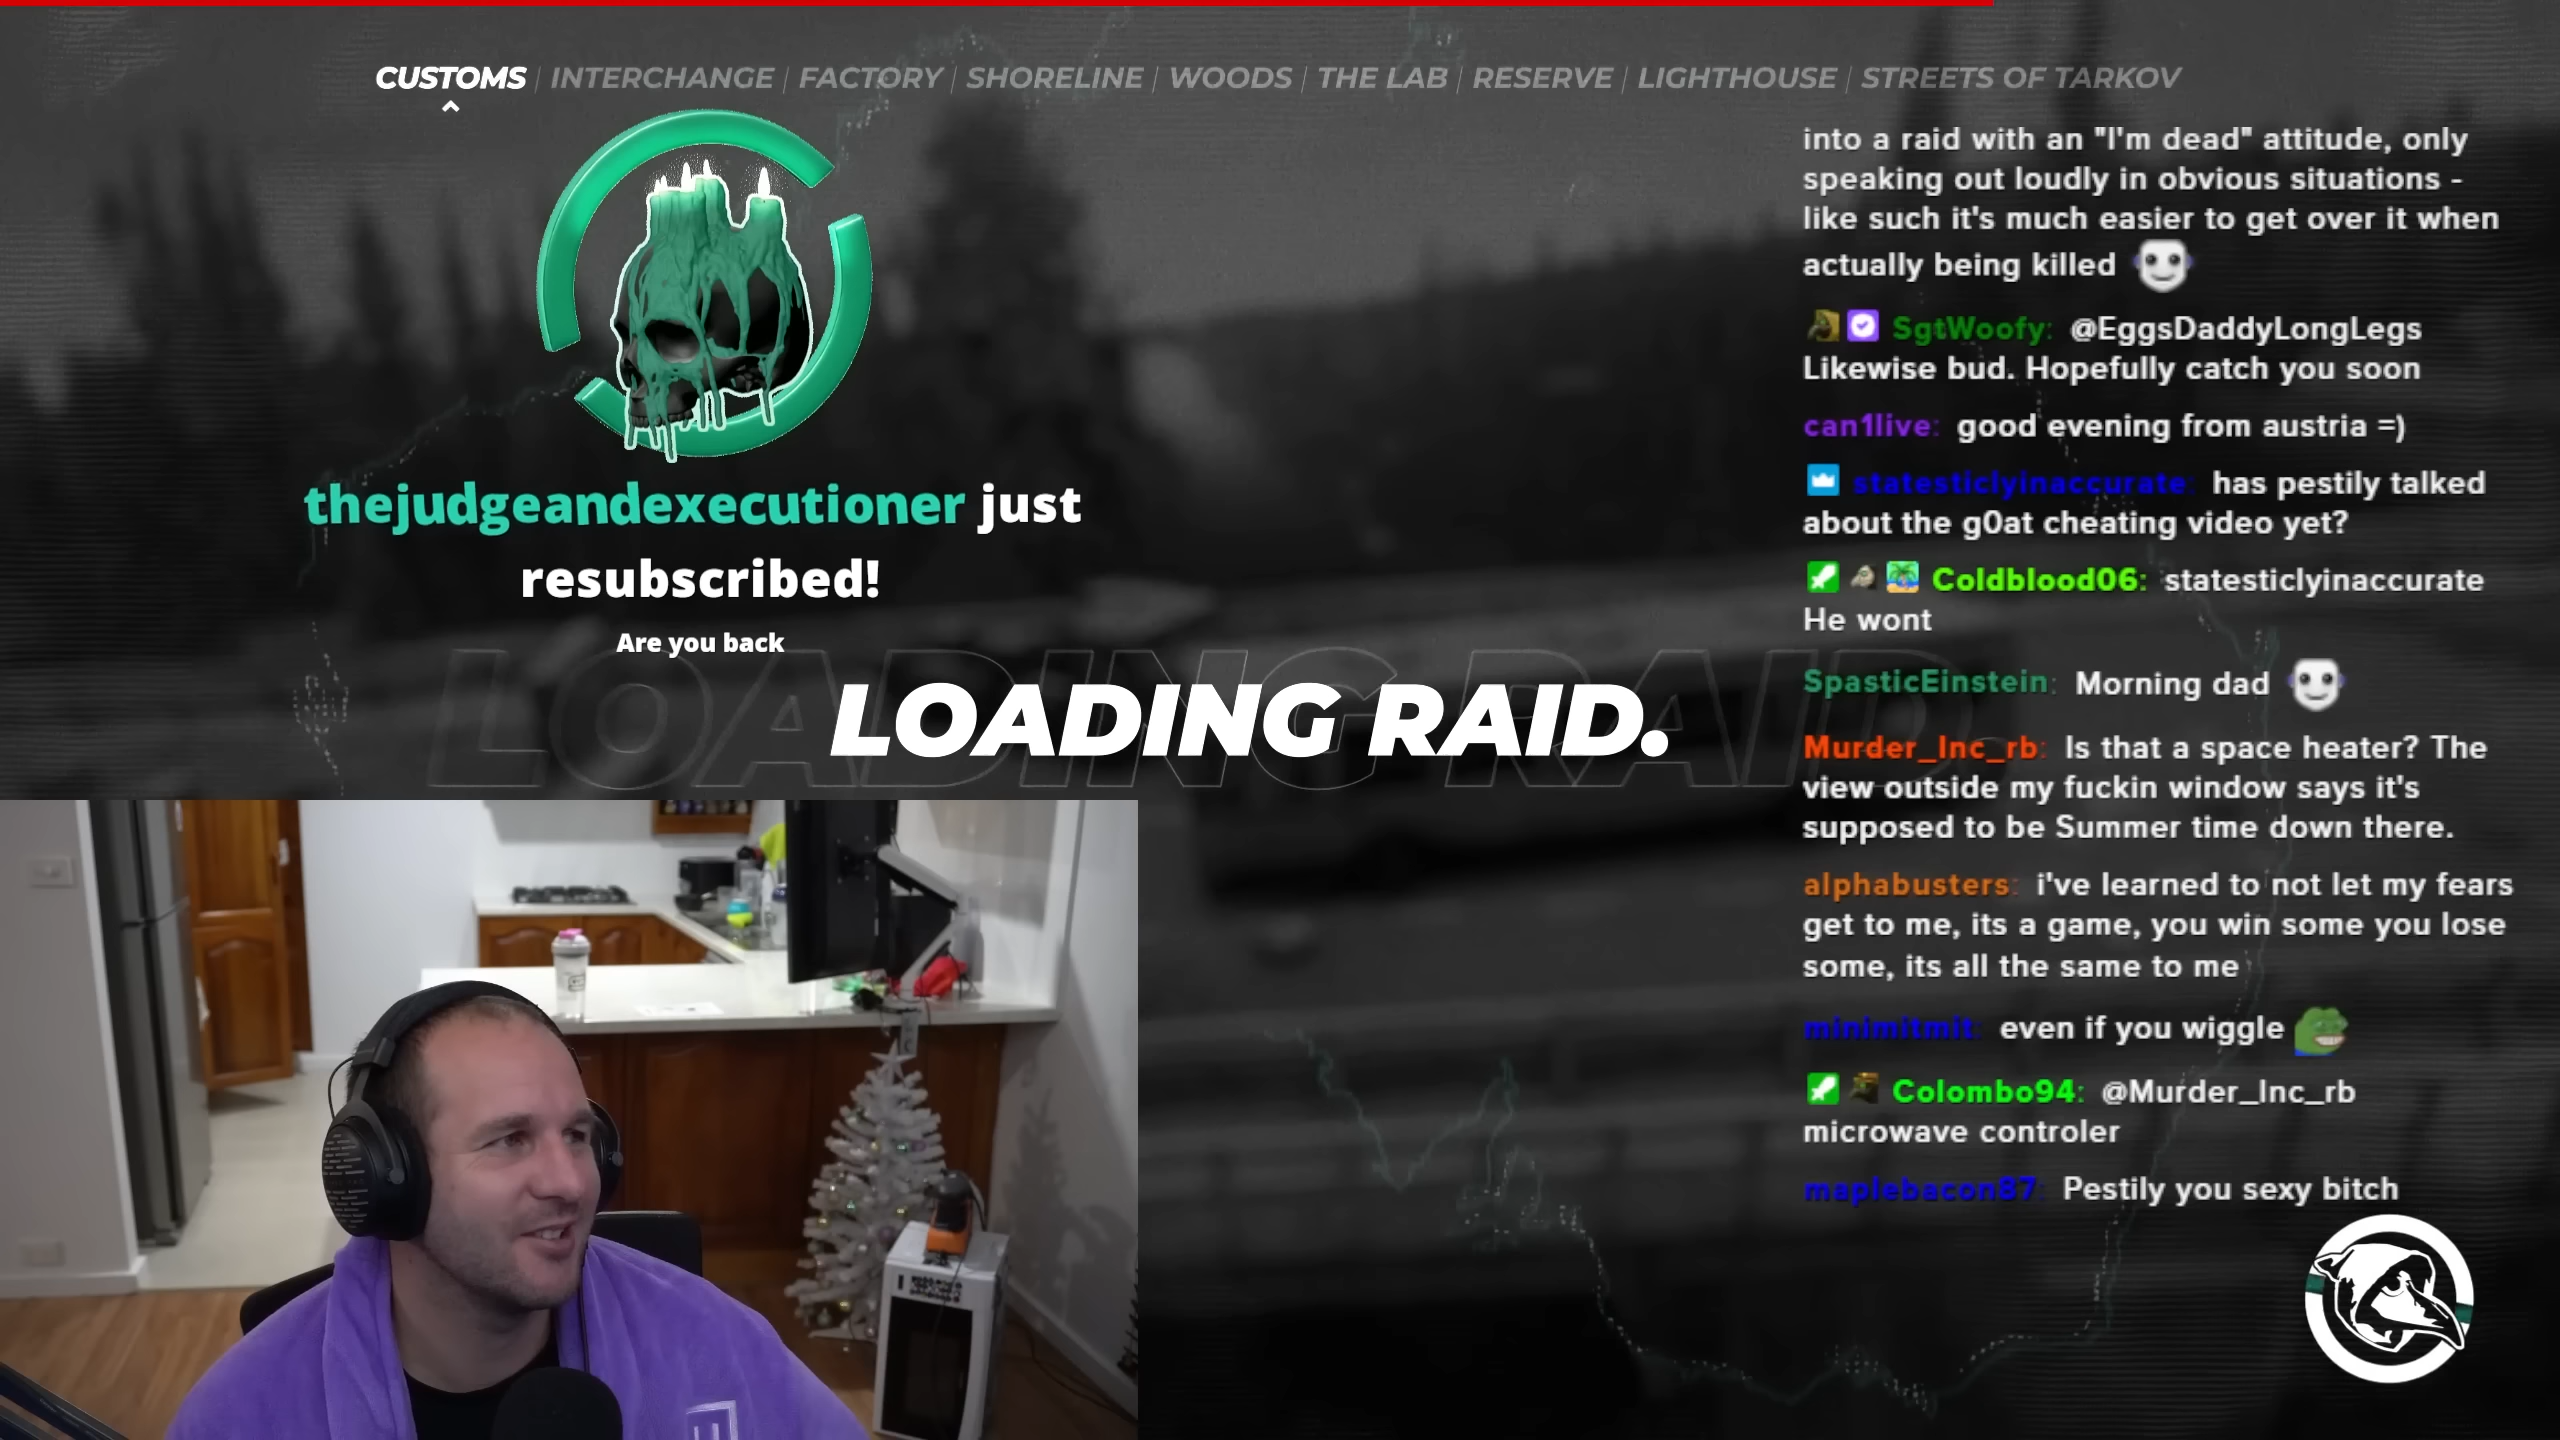 CUSTOMS | INTERCHANGE | FACTORY | SHORELINE | WOODS | THE LAB | RESERVE | LIGHTHOUSE | STREETS OF TARKOV
thejudgeandexecutioner just
resubscribed!
Are you back
LOADING RAID.
LOADING RAID.
into a raid with an "I'm dead" attitude, only
speaking out loudly in obvious situations -
like such it's much easier to get over it when
actually being killed
SgtWoofy: @EggsDaddyLongLegs
Likewise bud. Hopefully catch you soon
can1live: good evening from austria =)
statesticlyinaccurate: has pestily talked
about the g0at cheating video yet?
Coldblood06: statesticlyinaccurate
He wont
SpasticEinstein: Morning dad
Murder_Inc_rb: Is that a space heater? The
view outside my fuckin window says it's
supposed to be Summer time down there.
alphabusters: i've learned to not let my fears
get to me, its a game, you win some you lose
some, its all the same to me
minimitmit: even if you wiggle
Colombo94: @Murder_Inc_rb
microwave controler
maplebacon87: Pestily you sexy bitch